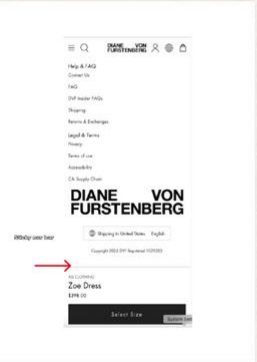 DIANE VON
FURSTENBERG
Help & FAQ
Contact Us
FAQ
DVF Insider FAQs
Shipping
Returns & Exchanges
Legal & Terms
Privacy
Terms of use
Accessibility
CA Supply Chain
DIANE VON
FURSTENBERG
Shipping to United States English
All CLOTHING
Zoe Dress
$398.00
Select Size